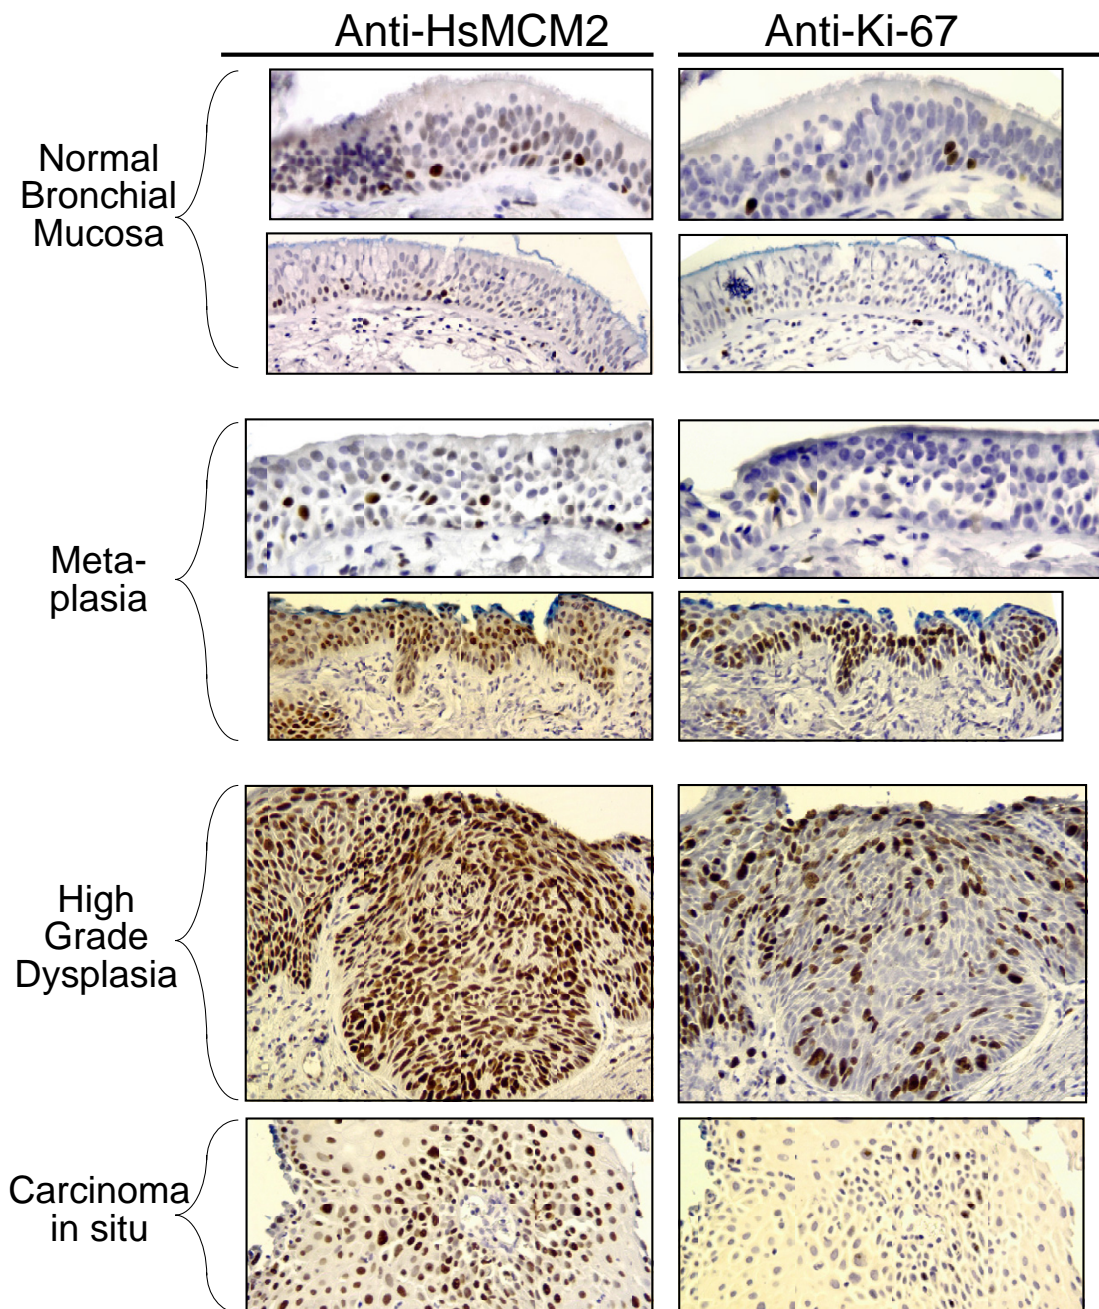 Anti-HsMCM2
Anti-Ki-67
Normal
Bronchial
Mucosa
Meta-
plasia
High
Grade
Dysplasia
Carcinoma
in situ